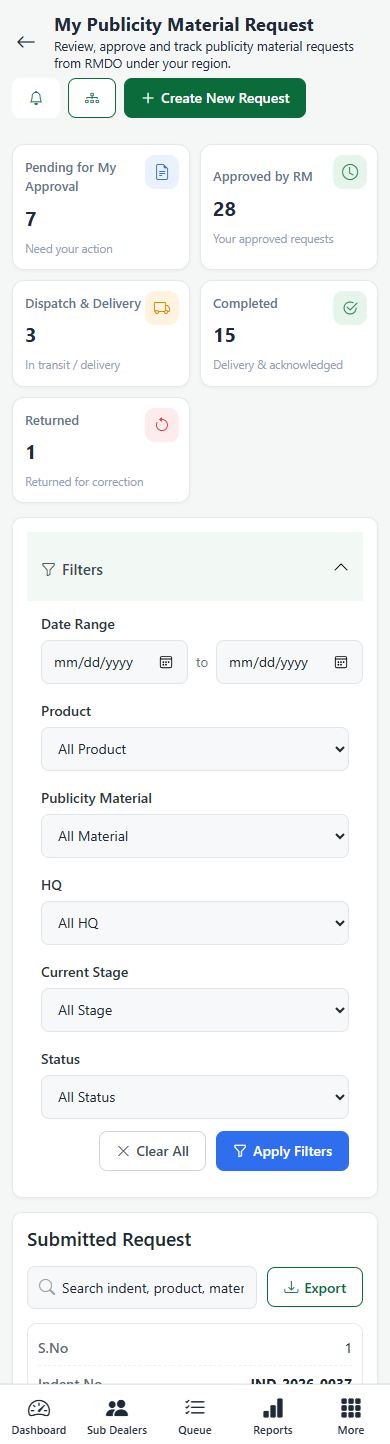 My Publicity Material Request
Review, approve and track publicity material requests
from RMDO under your region.
Create New Request
Pending for My
Approval
7
Need your action
Approved by RM
28
Your approved requests
Dispatch & Delivery
3
In transit / delivery
Completed
15
Delivery & acknowledged
Returned
1
Returned for correction
Filters
Date Range
mm/dd/yyyy to mm/dd/yyyy
Product
All Product
Publicity Material
All Material
HQ
All HQ
Current Stage
All Stage
Status
All Status
Clear All Apply Filters
Submitted Request
Search indent, product, mater Export
S.No 1
Indent No IND-2026-0037
Dashboard Sub Dealers Queue Reports More